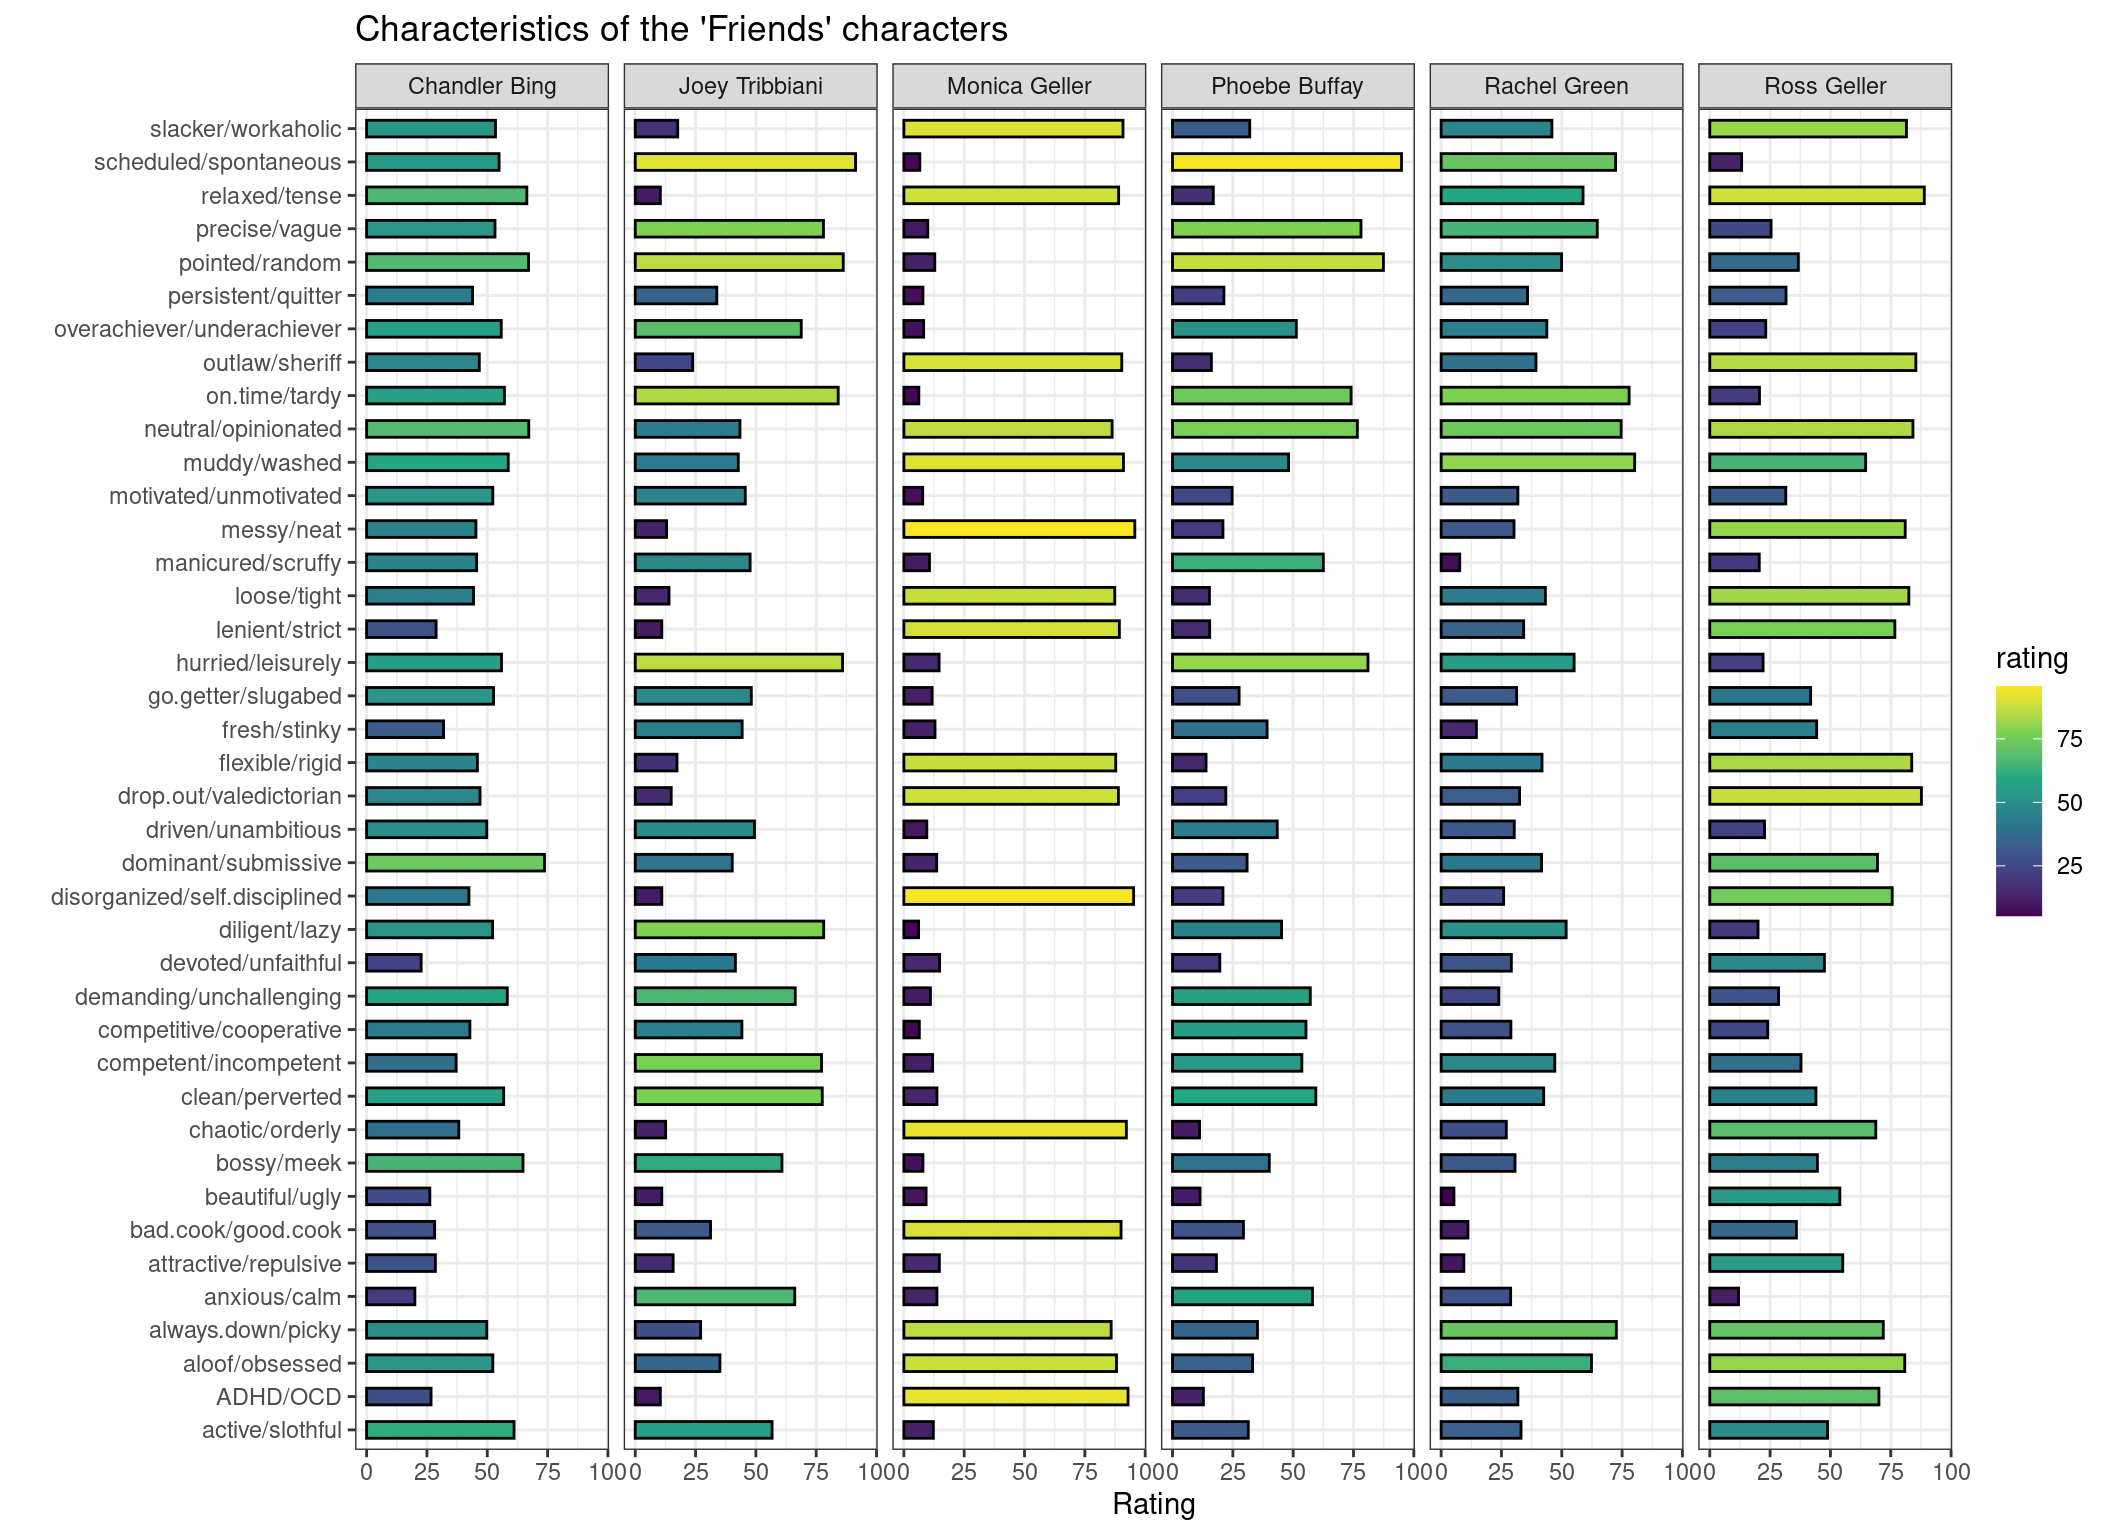 Characteristics of the 'Friends' characters
Chandler Bing Joey Tribbiani Monica Geller Phoebe Buffay Rachel Green Ross Geller
slacker/workaholic
scheduled/spontaneous
relaxed/tense
precise/vague
pointed/random
persistent/quitter
overachiever/underachiever
outlaw/sheriff
on.time/tardy
neutral/opinionated
muddy/washed
motivated/unmotivated
messy/neat
manicured/scruffy
loose/tight
lenient/strict
hurried/leisurely
go.getter/slugabed
fresh/stinky
flexible/rigid
drop.out/valedictorian
driven/unambitious
dominant/submissive
disorganized/self.disciplined
diligent/lazy
devoted/unfaithful
demanding/unchallenging
competitive/cooperative
competent/incompetent
clean/perverted
chaotic/orderly
bossy/meek
beautiful/ugly
bad.cook/good.cook
attractive/repulsive
anxious/calm
always.down/picky
aloof/obsessed
ADHD/OCD
active/slothful
0 25 50 75 100 0 25 50 75 100 0 25 50 75 100 0 25 50 75 100 0 25 50 75 100 0 25 50 75 100
Rating
rating
75
50
25